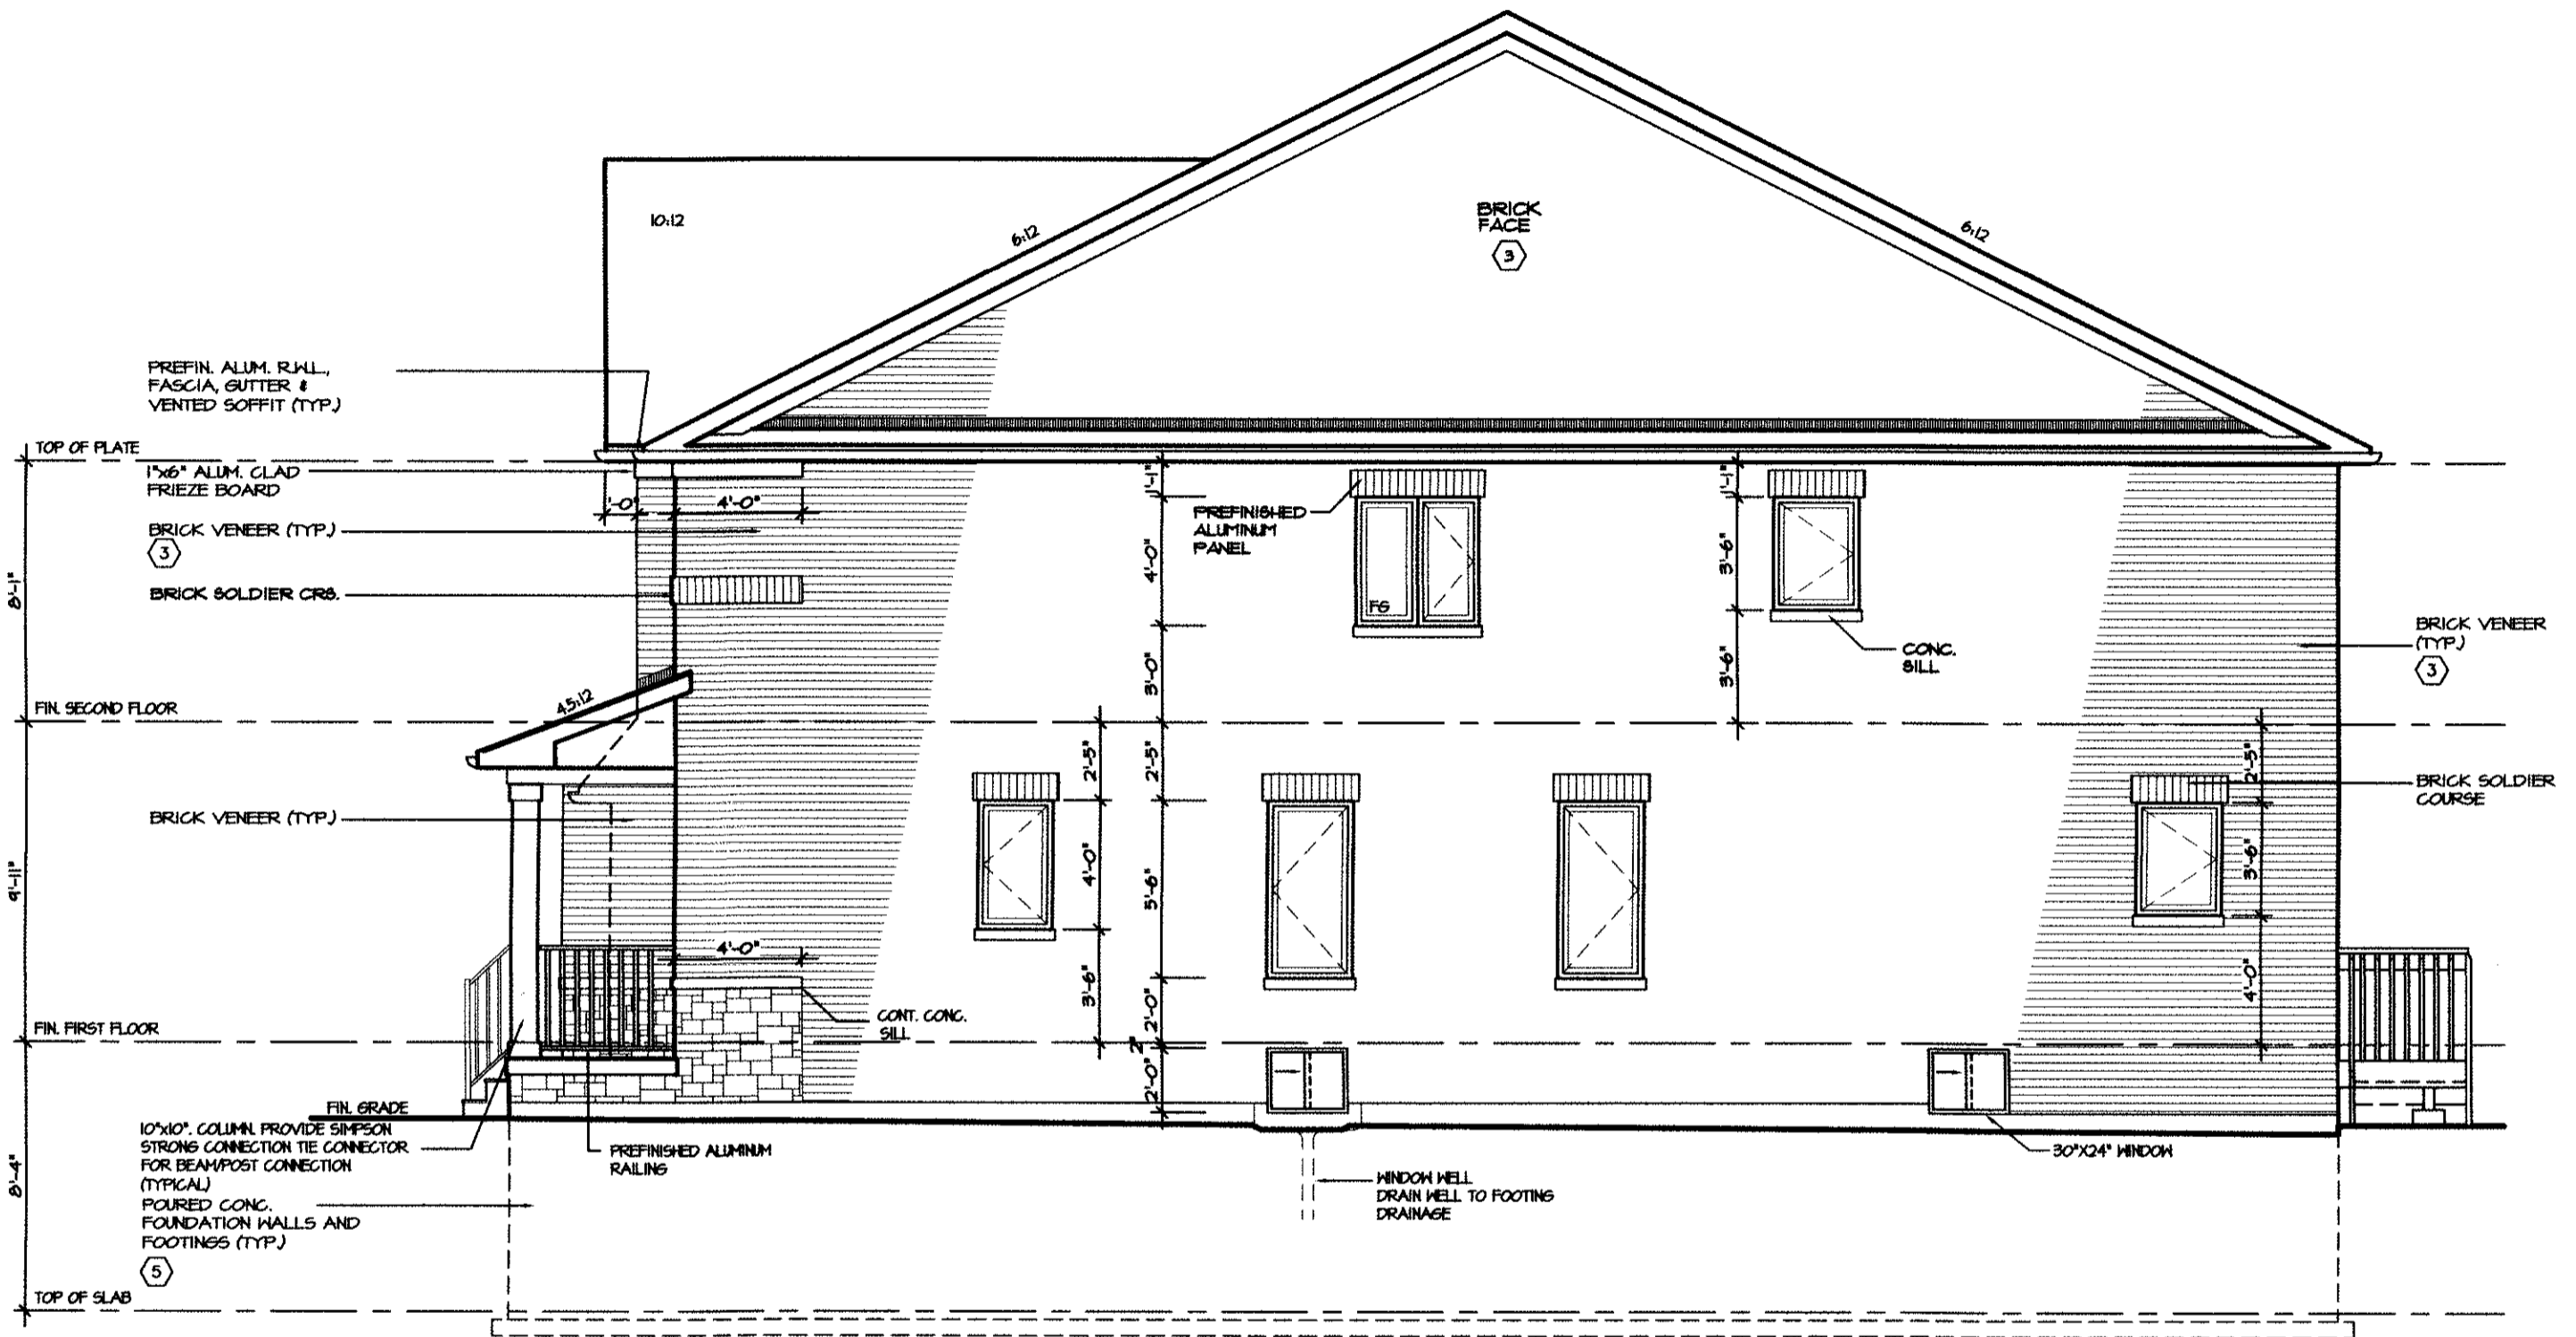 10:12
6:12
BRICK
FACE
3
6:12
PREFIN. ALUM. R.W.L.,
FASCIA, GUTTER &
VENTED SOFFIT (TYP.)
TOP OF PLATE
1"x6" ALUM. CLAD
FRIEZE BOARD
'-0"
4'-0"
BRICK VENEER (TYP.)
3
BRICK SOLDIER CRS.
8'-1"
1'-1"
4'-0"
3'-0"
PREFINISHED
ALUMINUM
PANEL
FG
1'-1"
3'-6"
3'-6"
CONC.
SILL
BRICK VENEER
(TYP.)
3
FIN. SECOND FLOOR
4.5:12
2'-5"
4'-0"
3'-6"
2'-5"
5'-6"
2'-0"
2"
2'-0"
2'-5"
3'-6"
4'-0"
BRICK SOLDIER
COURSE
BRICK VENEER (TYP.)
9'-11"
4'-0"
CONT. CONC.
SILL
FIN. FIRST FLOOR
FIN. GRADE
10"x10". COLUMN. PROVIDE SIMPSON
STRONG CONNECTION TIE CONNECTOR
FOR BEAM/POST CONNECTION
(TYPICAL)
PREFINISHED ALUMINUM
RAILING
30"X24" WINDOW
WINDOW WELL
DRAIN WELL TO FOOTING
DRAINAGE
8'-4"
POURED CONC.
FOUNDATION WALLS AND
FOOTINGS (TYP.)
5
TOP OF SLAB